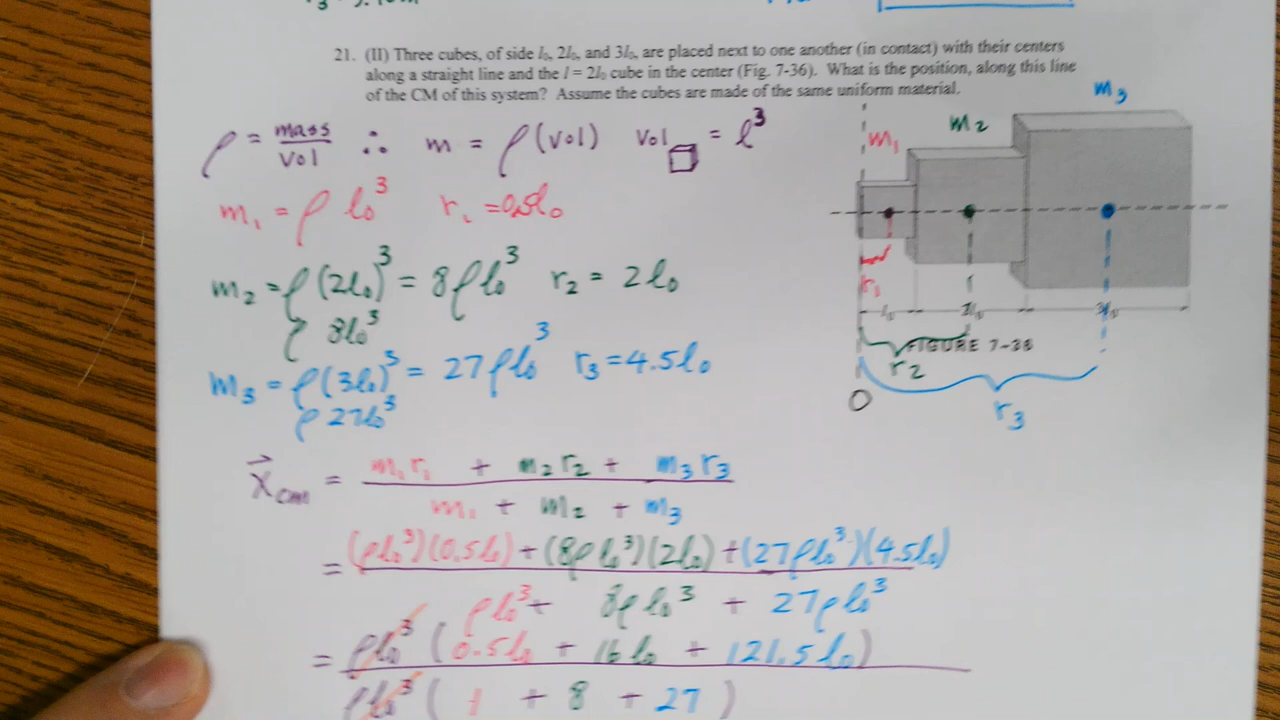 21. (II) Three cubes, of side l₀, 2l₀, and 3l₀, are placed next to one another (in contact) with their centers
along a straight line and the l = 2l₀ cube in the center (Fig. 7-36). What is the position, along this line
of the CM of this system? Assume the cubes are made of the same uniform material.
ρ = mass/vol ∴ m = ρ(vol) vol = l³
m₁ = ρ l₀³ r₁ = 0.5l₀
m₂ = ρ(2l₀)³ = 8ρl₀³ r₂ = 2l₀
ρ 8l₀³
m₃ = ρ(3l₀)³ = 27ρl₀³ r₃ = 4.5l₀
ρ 27l₀³
m₁
m₂
m₃
r₁
l₀ 2l₀ 3l₀
FIGURE 7-36
r₂
O
r₃
x⃗cm = m₁r₁ + m₂r₂ + m₃r₃
m₁ + m₂ + m₃
= (ρl₀³)(0.5l₀) + (8ρl₀³)(2l₀) + (27ρl₀³)(4.5l₀)
ρl₀³ + 8ρl₀³ + 27ρl₀³
= ρl₀³ (0.5l₀ + 16l₀ + 121.5l₀)
ρl₀³ (1 + 8 + 27)